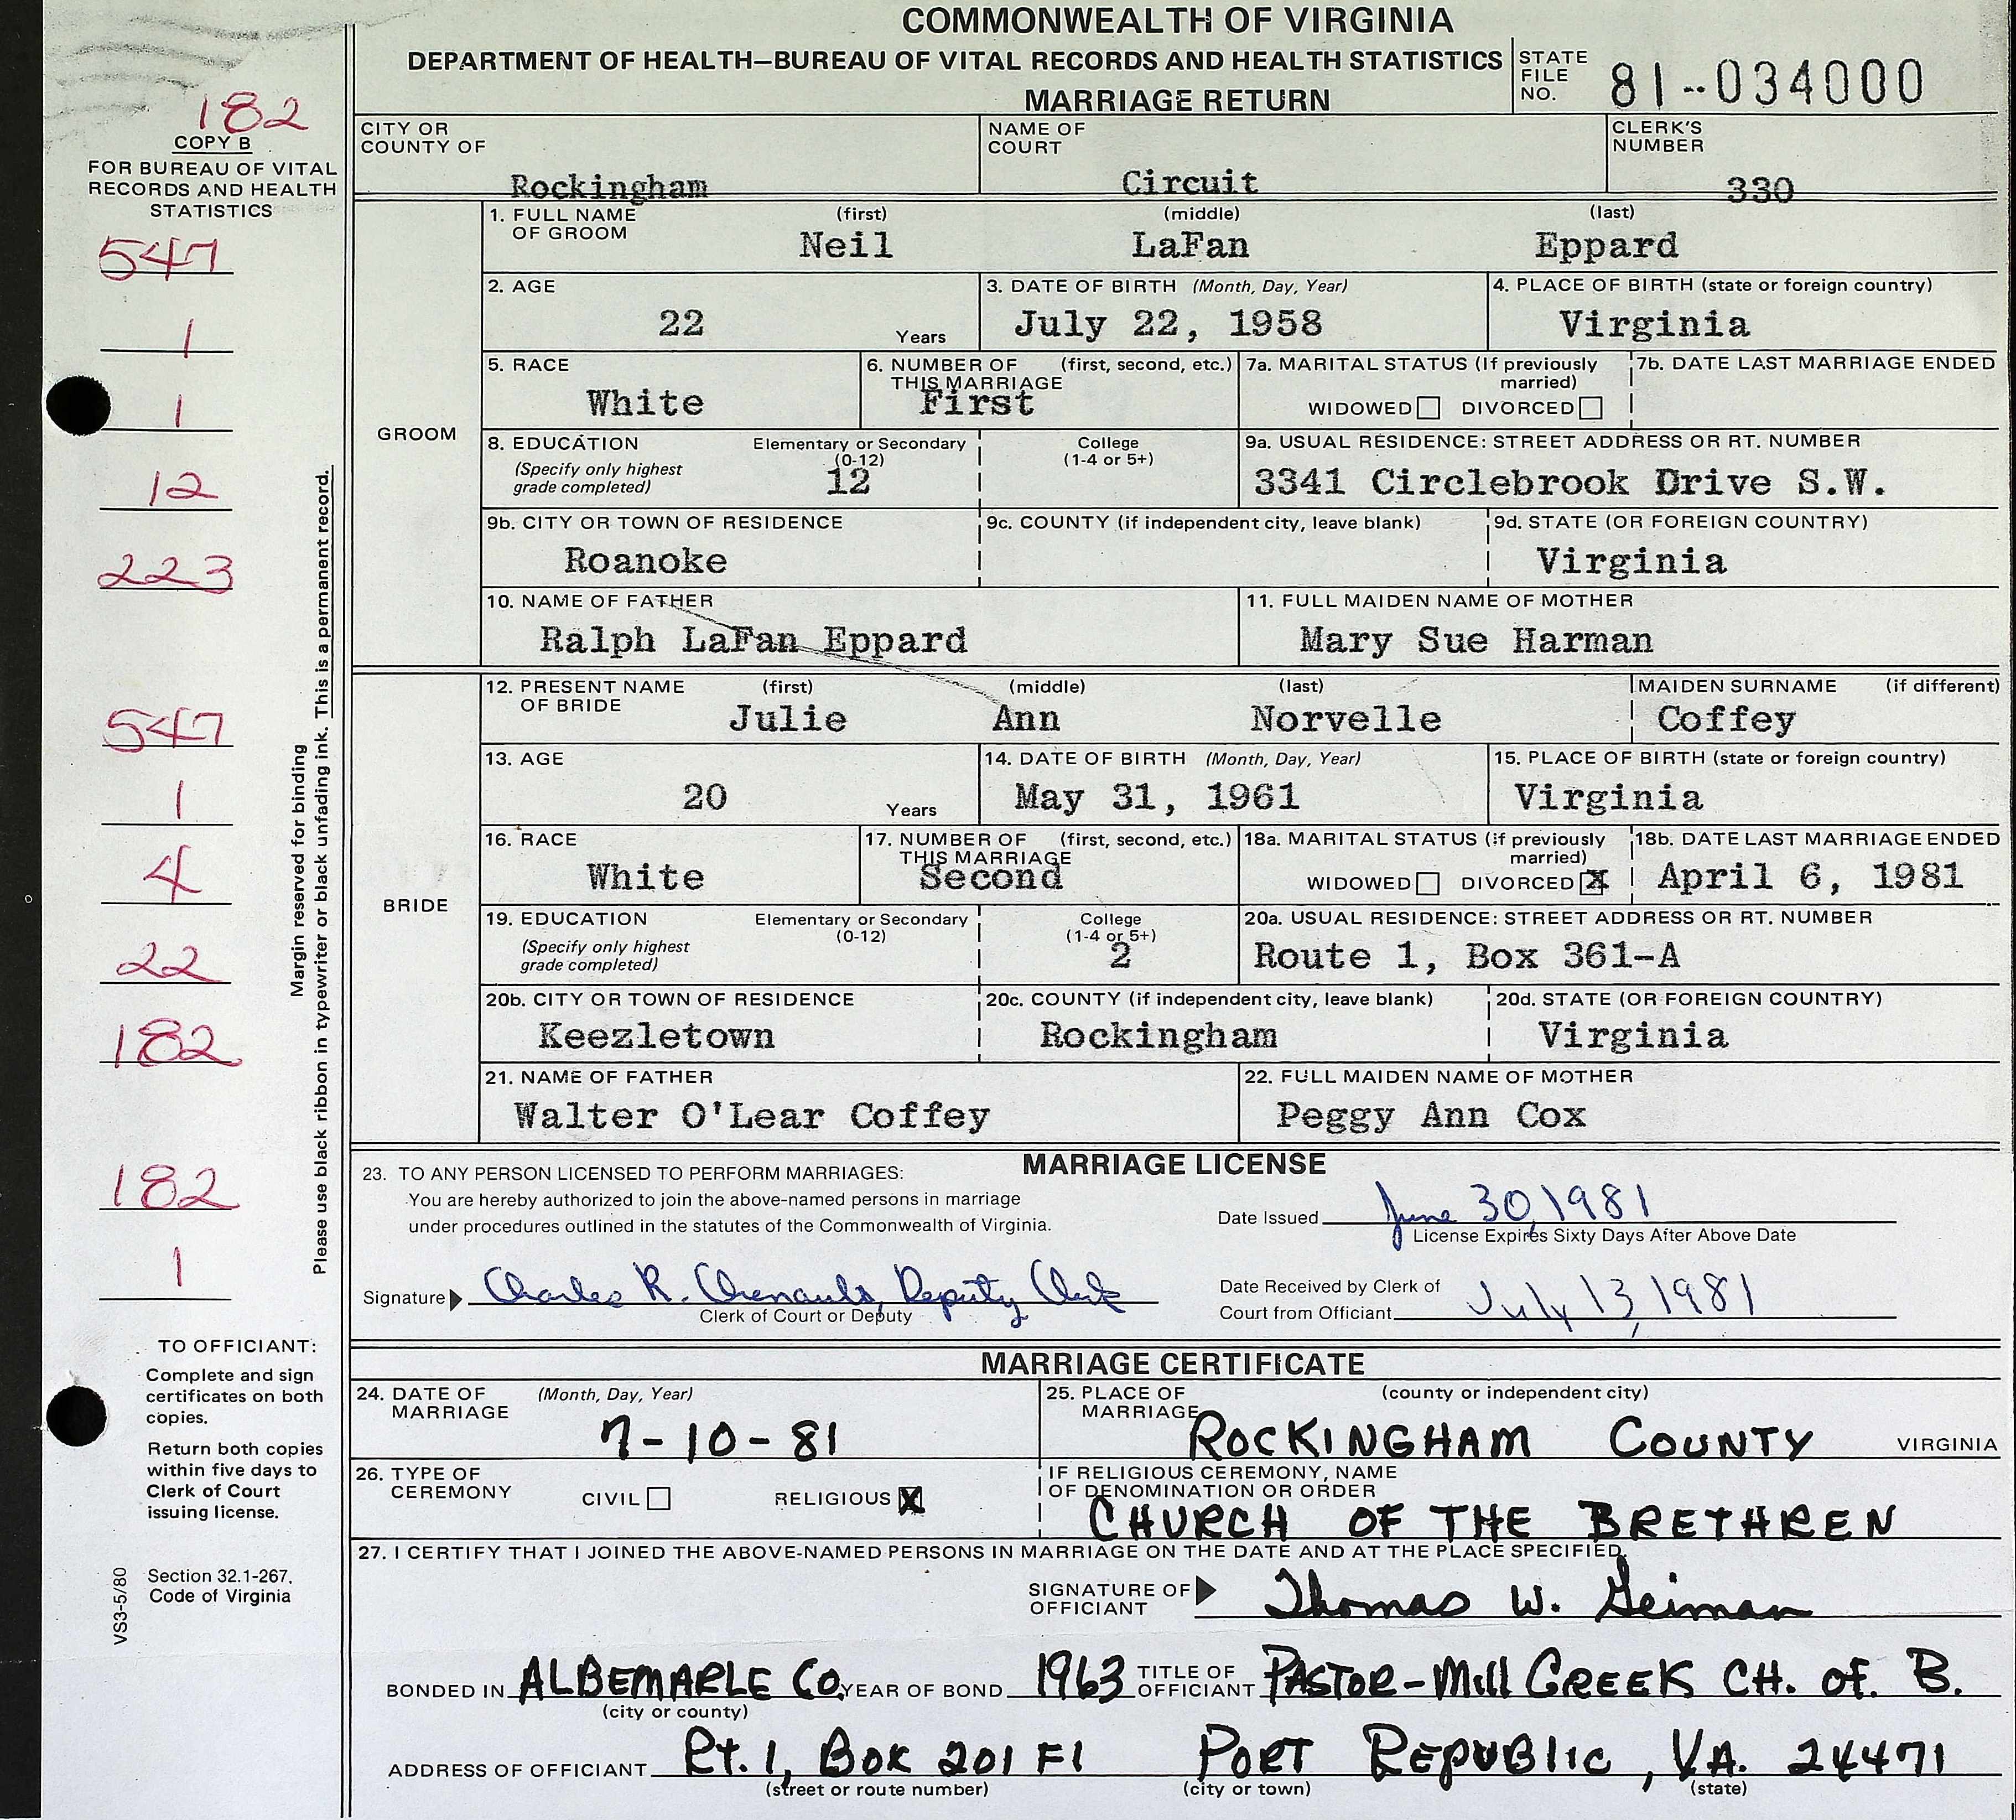 COMMONWEALTH OF VIRGINIA
DEPARTMENT OF HEALTH—BUREAU OF VITAL RECORDS AND HEALTH STATISTICS
MARRIAGE RETURN
STATE FILE NO. 81--034000
182
COPY B
FOR BUREAU OF VITAL
RECORDS AND HEALTH
STATISTICS
547
1
1
12
223
547
1
4
22
182
182
1
Margin reserved for binding
Please use black ribbon in typewriter or black unfading ink. This is a permanent record.
TO OFFICIANT:
Complete and sign
certificates on both
copies.
Return both copies
within five days to
Clerk of Court
issuing license.
Section 32.1-267,
Code of Virginia
VS3-5/80
CITY OR COUNTY OF Rockingham
NAME OF COURT Circuit
CLERK'S NUMBER 330
GROOM
1. FULL NAME OF GROOM (first) Neil (middle) LaFan (last) Eppard
2. AGE 22 Years
3. DATE OF BIRTH (Month, Day, Year) July 22, 1958
4. PLACE OF BIRTH (state or foreign country) Virginia
5. RACE White
6. NUMBER OF THIS MARRIAGE (first, second, etc.) First
7a. MARITAL STATUS (If previously married) WIDOWED DIVORCED
7b. DATE LAST MARRIAGE ENDED
8. EDUCATION (Specify only highest grade completed) Elementary or Secondary (0-12) 12 College (1-4 or 5+)
9a. USUAL RESIDENCE: STREET ADDRESS OR RT. NUMBER 3341 Circlebrook Drive S.W.
9b. CITY OR TOWN OF RESIDENCE Roanoke
9c. COUNTY (if independent city, leave blank)
9d. STATE (OR FOREIGN COUNTRY) Virginia
10. NAME OF FATHER Ralph LaFan Eppard
11. FULL MAIDEN NAME OF MOTHER Mary Sue Harman
BRIDE
12. PRESENT NAME OF BRIDE (first) Julie (middle) Ann (last) Norvelle MAIDEN SURNAME (if different) Coffey
13. AGE 20 Years
14. DATE OF BIRTH (Month, Day, Year) May 31, 1961
15. PLACE OF BIRTH (state or foreign country) Virginia
16. RACE White
17. NUMBER OF THIS MARRIAGE (first, second, etc.) Second
18a. MARITAL STATUS (if previously married) WIDOWED DIVORCED X
18b. DATE LAST MARRIAGE ENDED April 6, 1981
19. EDUCATION (Specify only highest grade completed) Elementary or Secondary (0-12) College (1-4 or 5+) 2
20a. USUAL RESIDENCE: STREET ADDRESS OR RT. NUMBER Route 1, Box 361-A
20b. CITY OR TOWN OF RESIDENCE Keezletown
20c. COUNTY (if independent city, leave blank) Rockingham
20d. STATE (OR FOREIGN COUNTRY) Virginia
21. NAME OF FATHER Walter O'Lear Coffey
22. FULL MAIDEN NAME OF MOTHER Peggy Ann Cox
MARRIAGE LICENSE
23. TO ANY PERSON LICENSED TO PERFORM MARRIAGES:
You are hereby authorized to join the above-named persons in marriage
under procedures outlined in the statutes of the Commonwealth of Virginia.
Date Issued June 30, 1981
License Expires Sixty Days After Above Date
Signature Charles R. Chenault, Deputy Clerk
Clerk of Court or Deputy
Date Received by Clerk of
Court from Officiant July 13, 1981
MARRIAGE CERTIFICATE
24. DATE OF MARRIAGE (Month, Day, Year) 7-10-81
25. PLACE OF MARRIAGE (county or independent city) ROCKINGHAM COUNTY VIRGINIA
26. TYPE OF CEREMONY CIVIL RELIGIOUS X
IF RELIGIOUS CEREMONY, NAME OF DENOMINATION OR ORDER CHURCH OF THE BRETHREN
27. I CERTIFY THAT I JOINED THE ABOVE-NAMED PERSONS IN MARRIAGE ON THE DATE AND AT THE PLACE SPECIFIED.
SIGNATURE OF OFFICIANT Thomas W. Geiman
BONDED IN ALBEMARLE CO. YEAR OF BOND 1963 TITLE OF OFFICIANT PASTOR-Mill CREEK CH. of. B.
(city or county)
ADDRESS OF OFFICIANT Rt. 1, Box 201 F1 PORT REPUBLIC, VA. 24471
(street or route number) (city or town) (state)